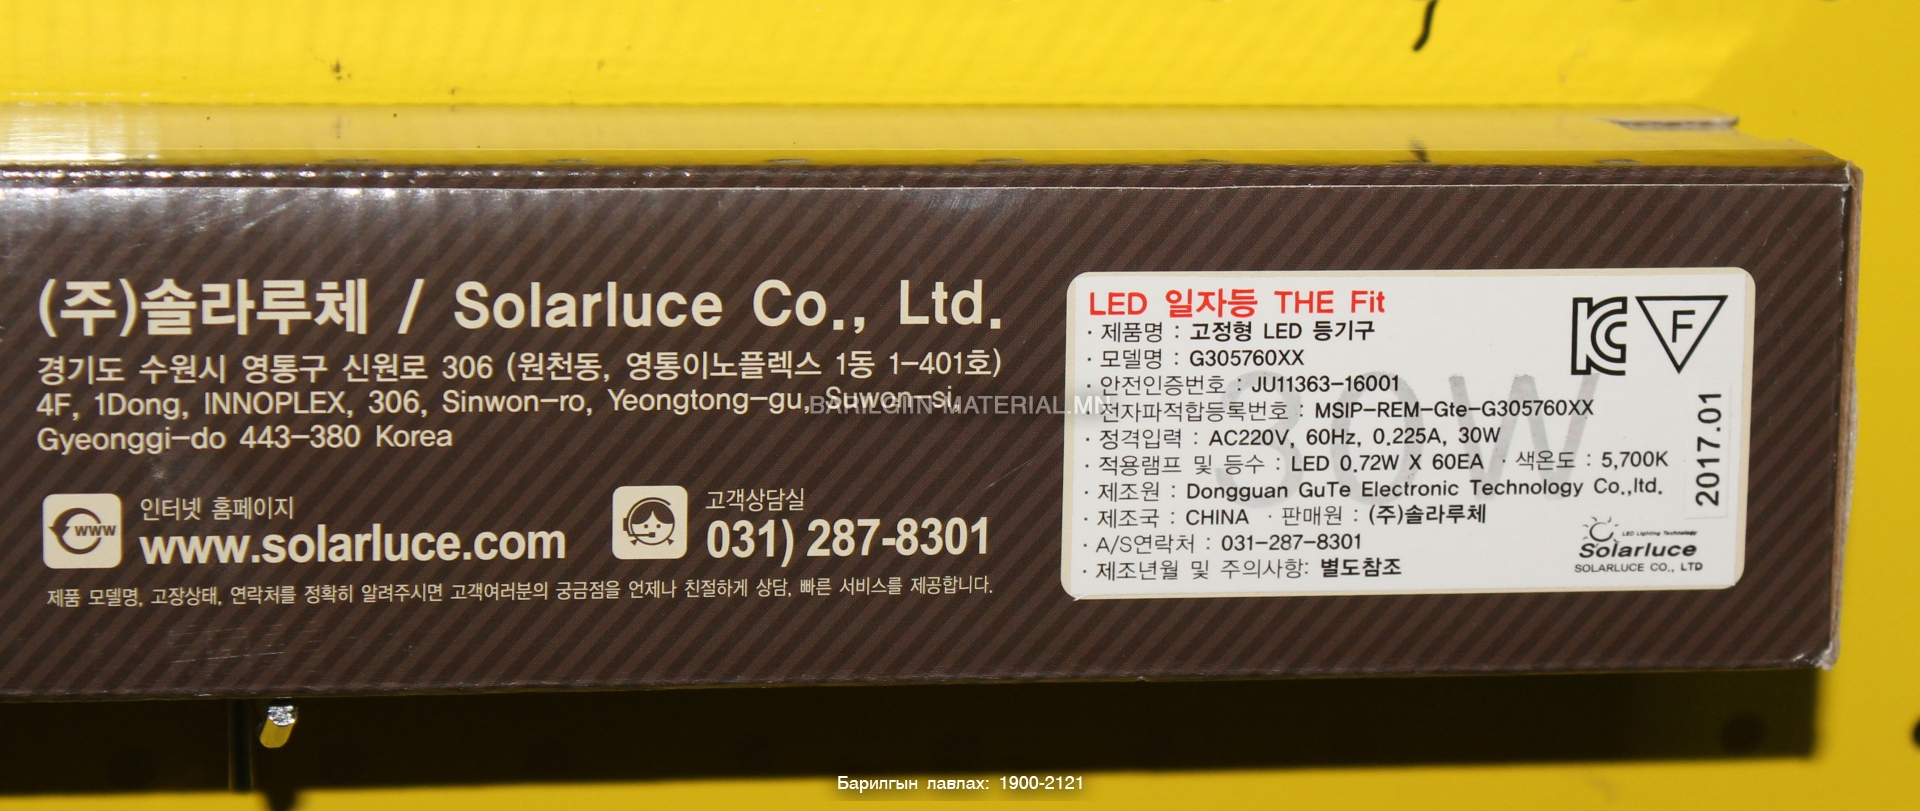 (주)솔라루체 / Solarluce Co., Ltd.
경기도 수원시 영통구 신원로 306 (원천동, 영통이노플렉스 1동 1-401호)
4F, 1Dong, INNOPLEX, 306, Sinwon-ro, Yeongtong-gu, Suwon-si,
Gyeonggi-do 443-380 Korea
www
인터넷 홈페이지
www.solarluce.com
고객상담실
031) 287-8301
제품 모델명, 고장상태, 연락처를 정확히 알려주시면 고객여러분의 궁금점을 언제나 친절하게 상담, 빠른 서비스를 제공합니다.
BARILGIIN MATERIAL.MN
30W
LED 일자등 THE Fit
· 제품명 : 고정형 LED 등기구
· 모델명 : G305760XX
· 안전인증번호 : JU11363-16001
· 전자파적합등록번호 : MSIP-REM-Gte-G305760XX
· 정격입력 : AC220V, 60Hz, 0.225A, 30W
· 적용램프 및 등수 : LED 0.72W X 60EA · 색온도 : 5,700K
· 제조원 : Dongguan GuTe Electronic Technology Co.,ltd.
· 제조국 : CHINA · 판매원 : (주)솔라루체
· A/S연락처 : 031-287-8301
· 제조년월 및 주의사항: 별도참조
KC
F
2017.01
LED Lighting Technology
Solarluce
SOLARLUCE CO., LTD
Барилгын лавлах: 1900-2121